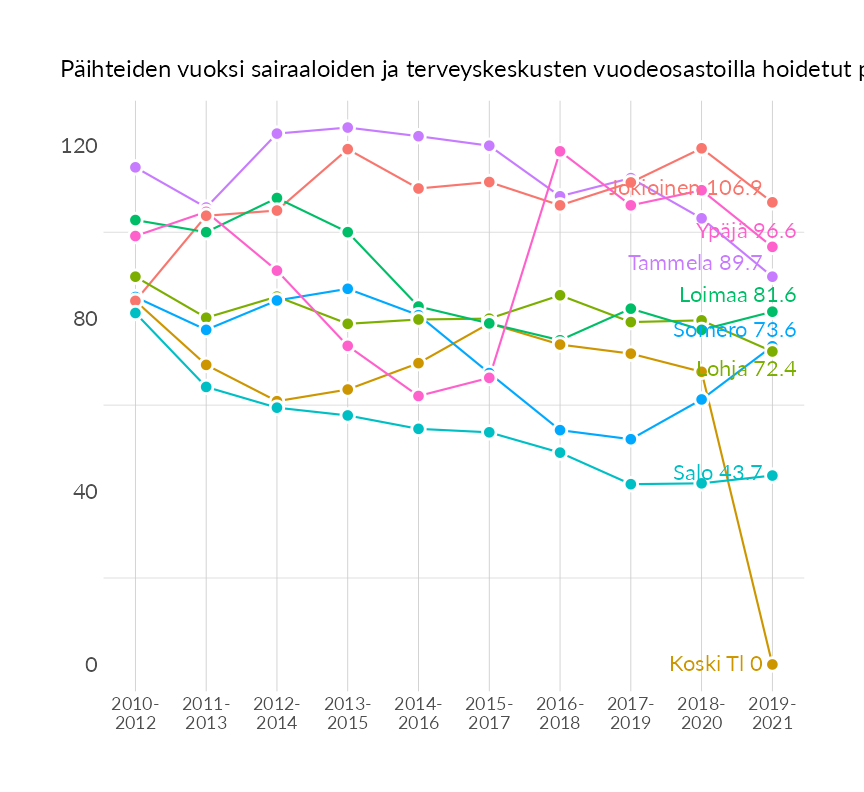 Päihteiden vuoksi sairaaloiden ja terveyskeskusten vuodeosastoilla hoidetut
120
80
40
0
Jokioinen 106.9
Ypäjä 96.6
Tammela 89.7
Loimaa 81.6
Somero 73.6
Lohja 72.4
Salo 43.7
Koski Tl 0
2010-
2012
2011-
2013
2012-
2014
2013-
2015
2014-
2016
2015-
2017
2016-
2018
2017-
2019
2018-
2020
2019-
2021